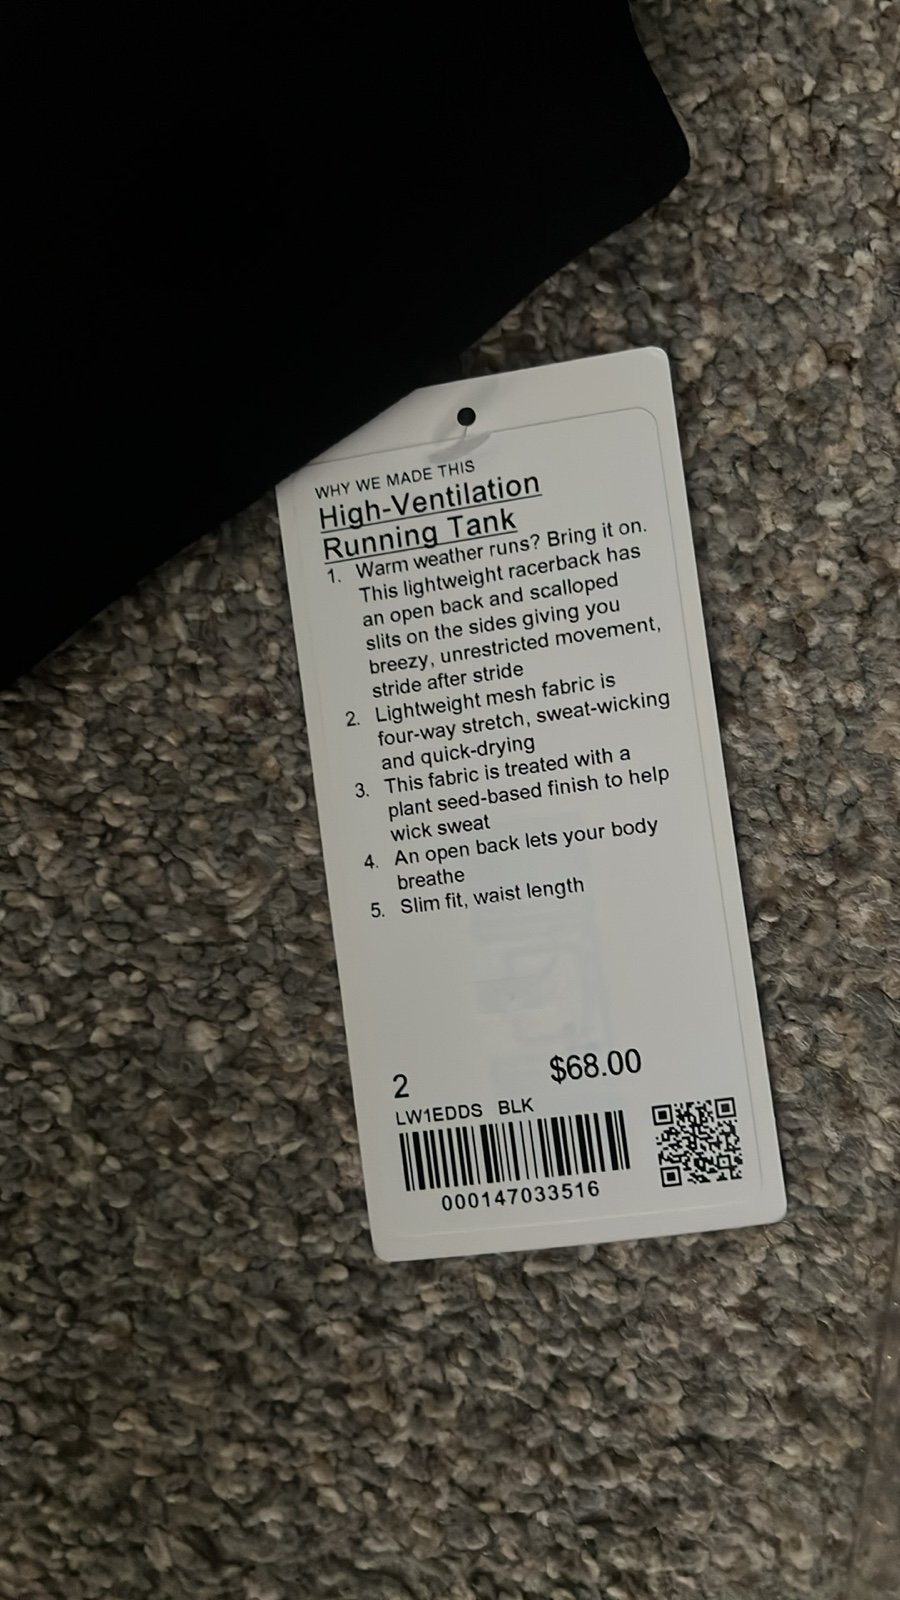 WHY WE MADE THIS
High-Ventilation
Running Tank
1. Warm weather runs? Bring it on.
This lightweight racerback has
an open back and scalloped
slits on the sides giving you
breezy, unrestricted movement,
stride after stride
2. Lightweight mesh fabric is
four-way stretch, sweat-wicking
and quick-drying
3. This fabric is treated with a
plant seed-based finish to help
wick sweat
4. An open back lets your body
breathe
5. Slim fit, waist length
2 $68.00
LW1EDDS BLK
000147033516